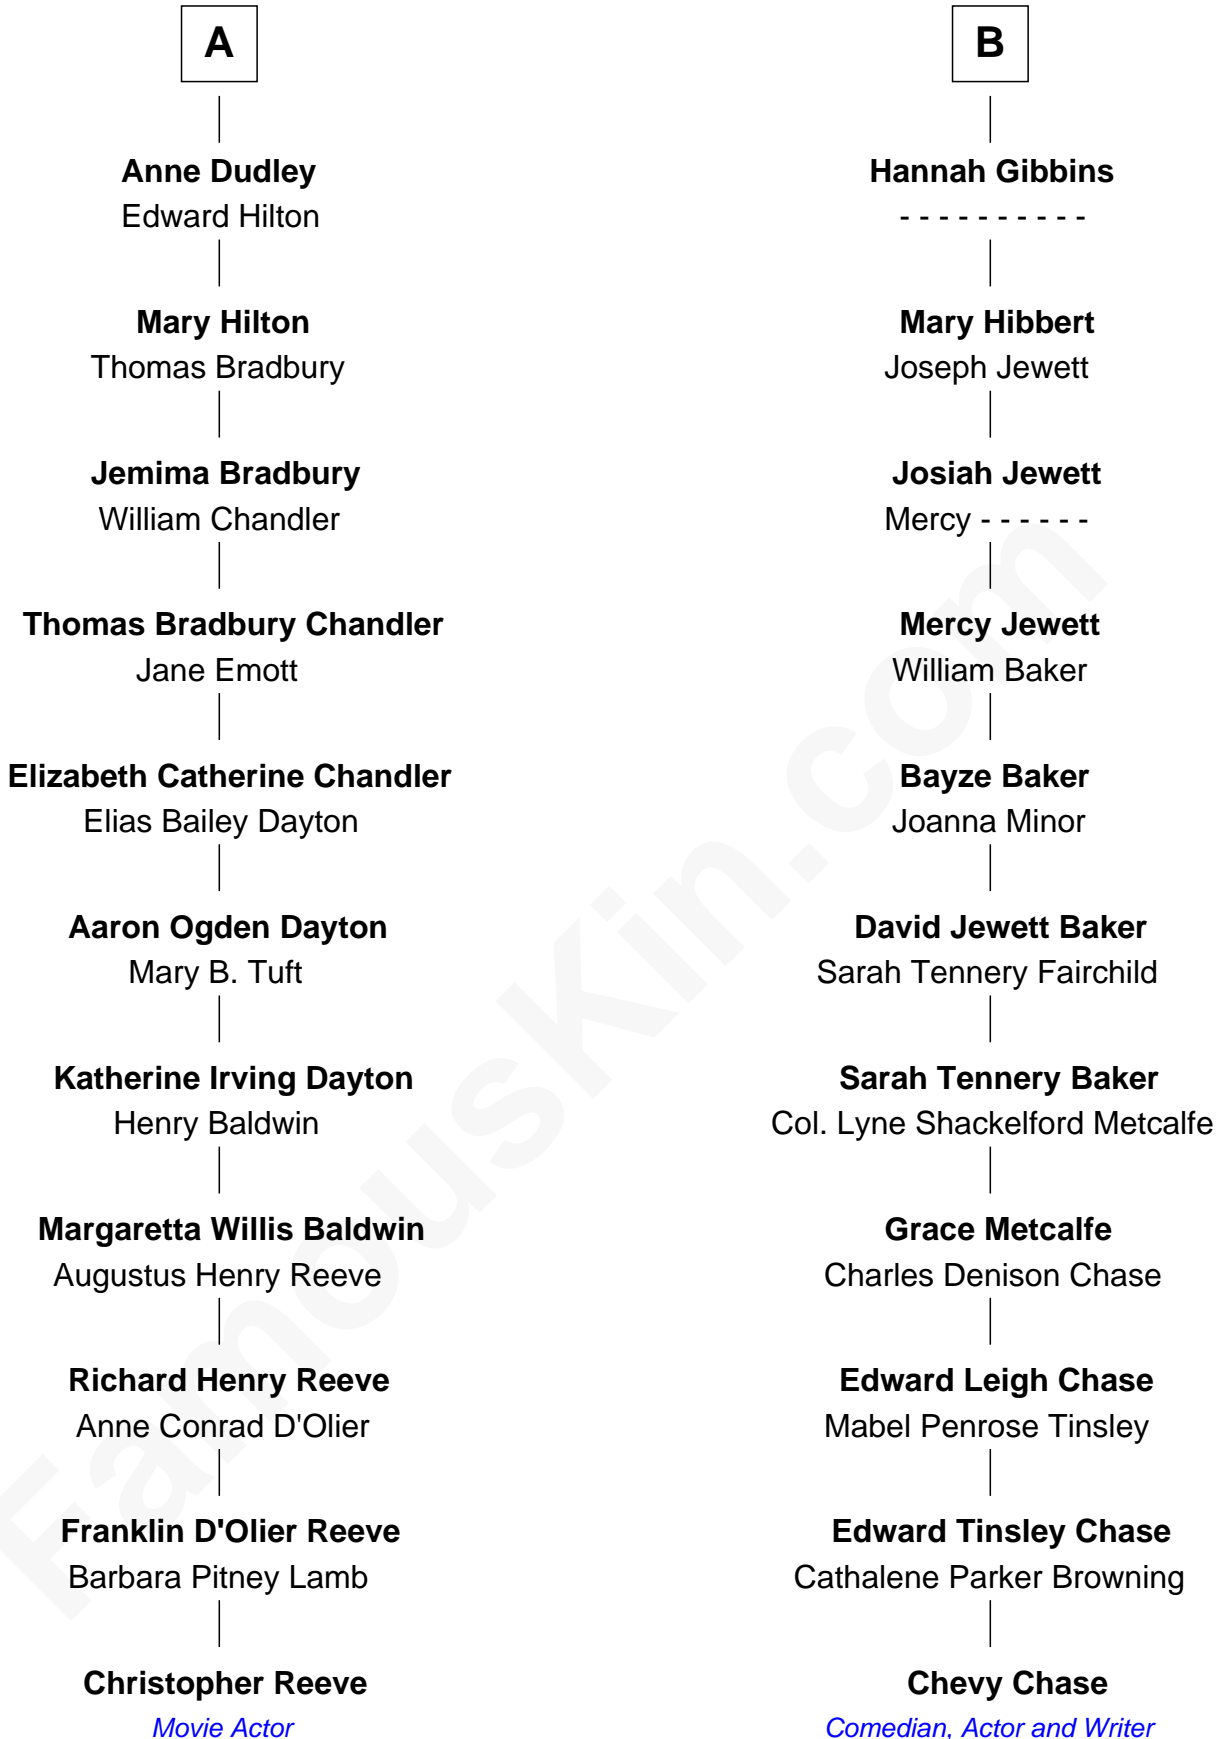 A
Anne Dudley
Edward Hilton
Mary Hilton
Thomas Bradbury
Jemima Bradbury
William Chandler
Thomas Bradbury Chandler
Jane Emott
Elizabeth Catherine Chandler
Elias Bailey Dayton
Aaron Ogden Dayton
Mary B. Tuft
Katherine Irving Dayton
Henry Baldwin
Margaretta Willis Baldwin
Augustus Henry Reeve
Richard Henry Reeve
Anne Conrad D'Olier
Franklin D'Olier Reeve
Barbara Pitney Lamb
Christopher Reeve
Movie Actor
B
Hannah Gibbins
- - - - - - - - - -
Mary Hibbert
Joseph Jewett
Josiah Jewett
Mercy - - - - - -
Mercy Jewett
William Baker
Bayze Baker
Joanna Minor
David Jewett Baker
Sarah Tennery Fairchild
Sarah Tennery Baker
Col. Lyne Shackelford Metcalfe
Grace Metcalfe
Charles Denison Chase
Edward Leigh Chase
Mabel Penrose Tinsley
Edward Tinsley Chase
Cathalene Parker Browning
Chevy Chase
Comedian, Actor and Writer
FamousKin.com